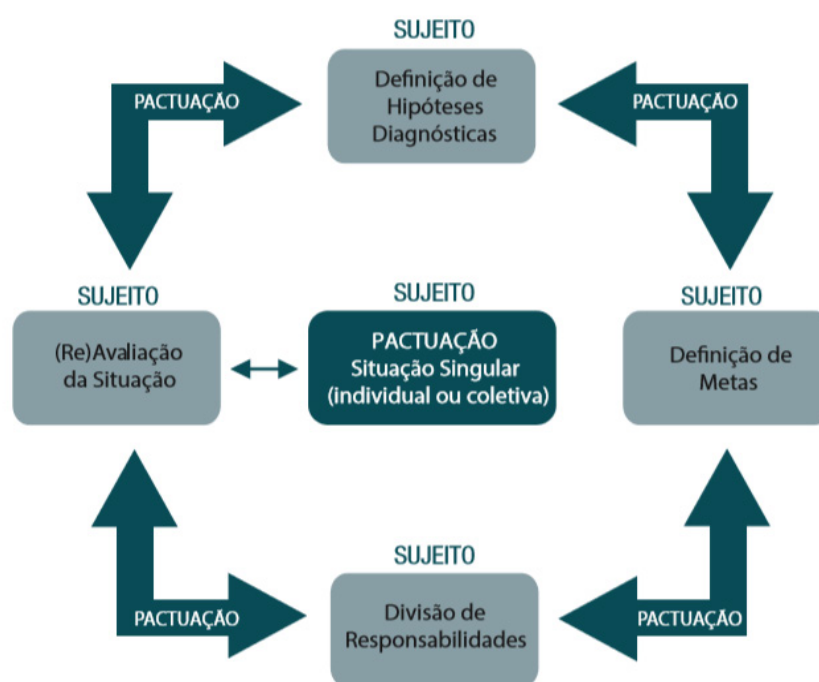 SUJEITO
Definição de
Hipóteses
Diagnósticas
PACTUAÇÃO
PACTUAÇÃO
SUJEITO
(Re)Avaliação
da Situação
SUJEITO
PACTUAÇÃO
Situação Singular
(individual ou coletiva)
SUJEITO
Definição de
Metas
SUJEITO
Divisão de
Responsabilidades
PACTUAÇÃO
PACTUAÇÃO